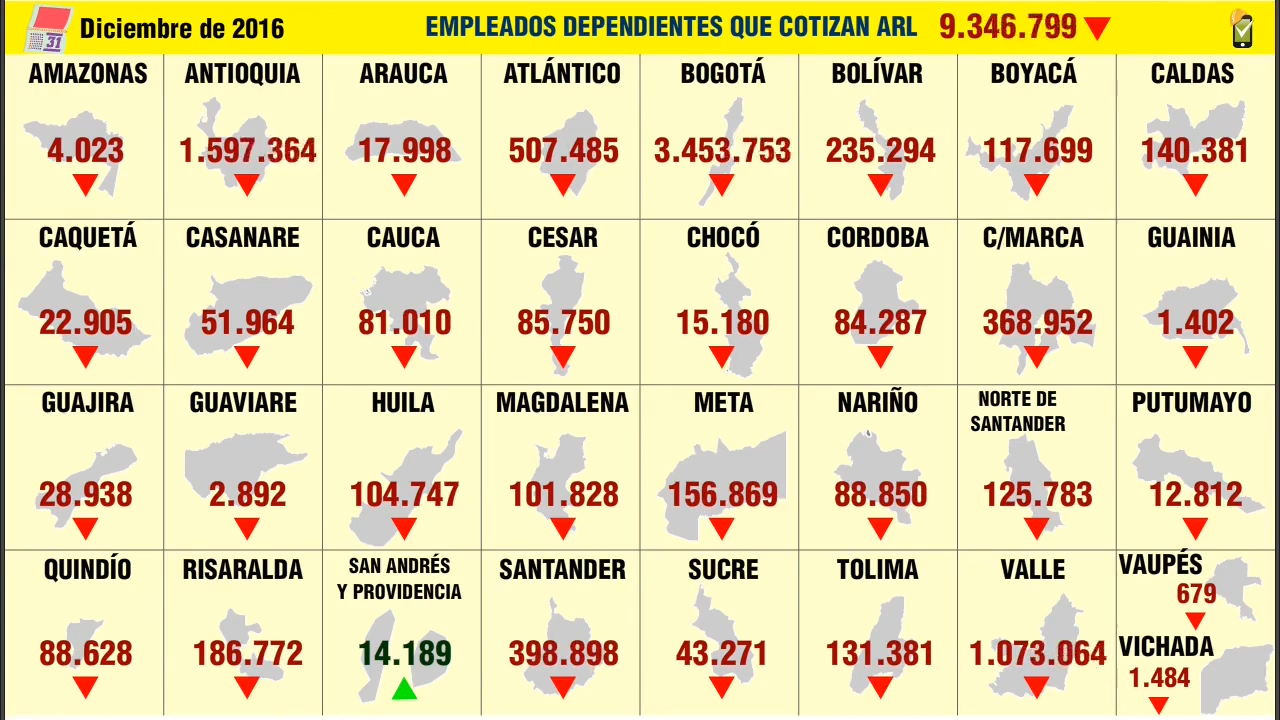 31
Diciembre de 2016
EMPLEADOS DEPENDIENTES QUE COTIZAN ARL 9.346.799
AMAZONAS ANTIOQUIA ARAUCA ATLÁNTICO BOGOTÁ BOLÍVAR BOYACÁ CALDAS
4.023 1.597.364 17.998 507.485 3.453.753 235.294 117.699 140.381
CAQUETÁ CASANARE CAUCA CESAR CHOCÓ CORDOBA C/MARCA GUAINIA
22.905 51.964 81.010 85.750 15.180 84.287 368.952 1.402
GUAJIRA GUAVIARE HUILA MAGDALENA META NARIÑO NORTE DE SANTANDER PUTUMAYO
28.938 2.892 104.747 101.828 156.869 88.850 125.783 12.812
QUINDÍO RISARALDA SAN ANDRÉS Y PROVIDENCIA SANTANDER SUCRE TOLIMA VALLE VAUPÉS
679
88.628 186.772 14.189 398.898 43.271 131.381 1.073.064 VICHADA
1.484